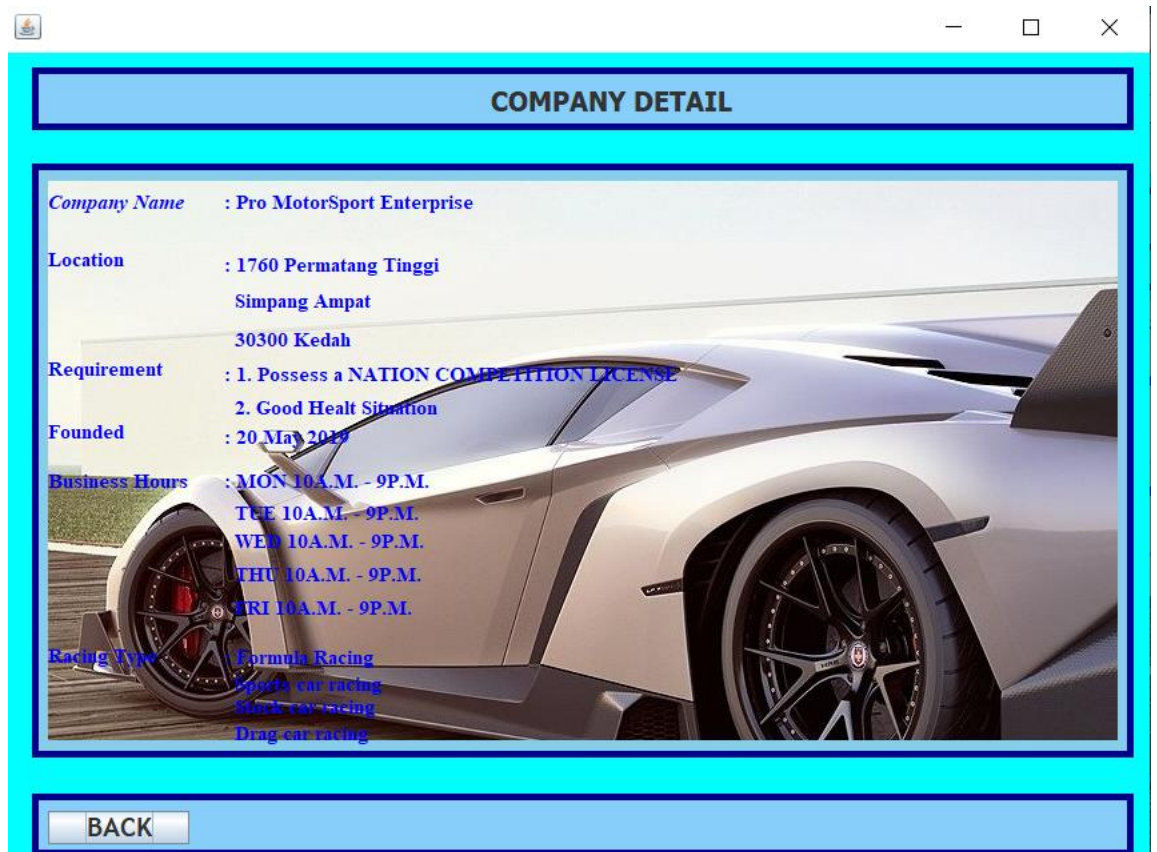 COMPANY DETAIL
Company Name : Pro MotorSport Enterprise
Location : 1760 Permatang Tinggi
Simpang Ampat
30300 Kedah
Requirement : 1. Possess a NATION COMPETITION LICENSE
2. Good Healt Situation
Founded : 20 May 2019
Business Hours : MON 10A.M. - 9P.M.
TUE 10A.M. - 9P.M.
WED 10A.M. - 9P.M.
THU 10A.M. - 9P.M.
FRI 10A.M. - 9P.M.
Racing Type : Formula Racing
Sports car racing
Stock car racing
Drag car racing
BACK